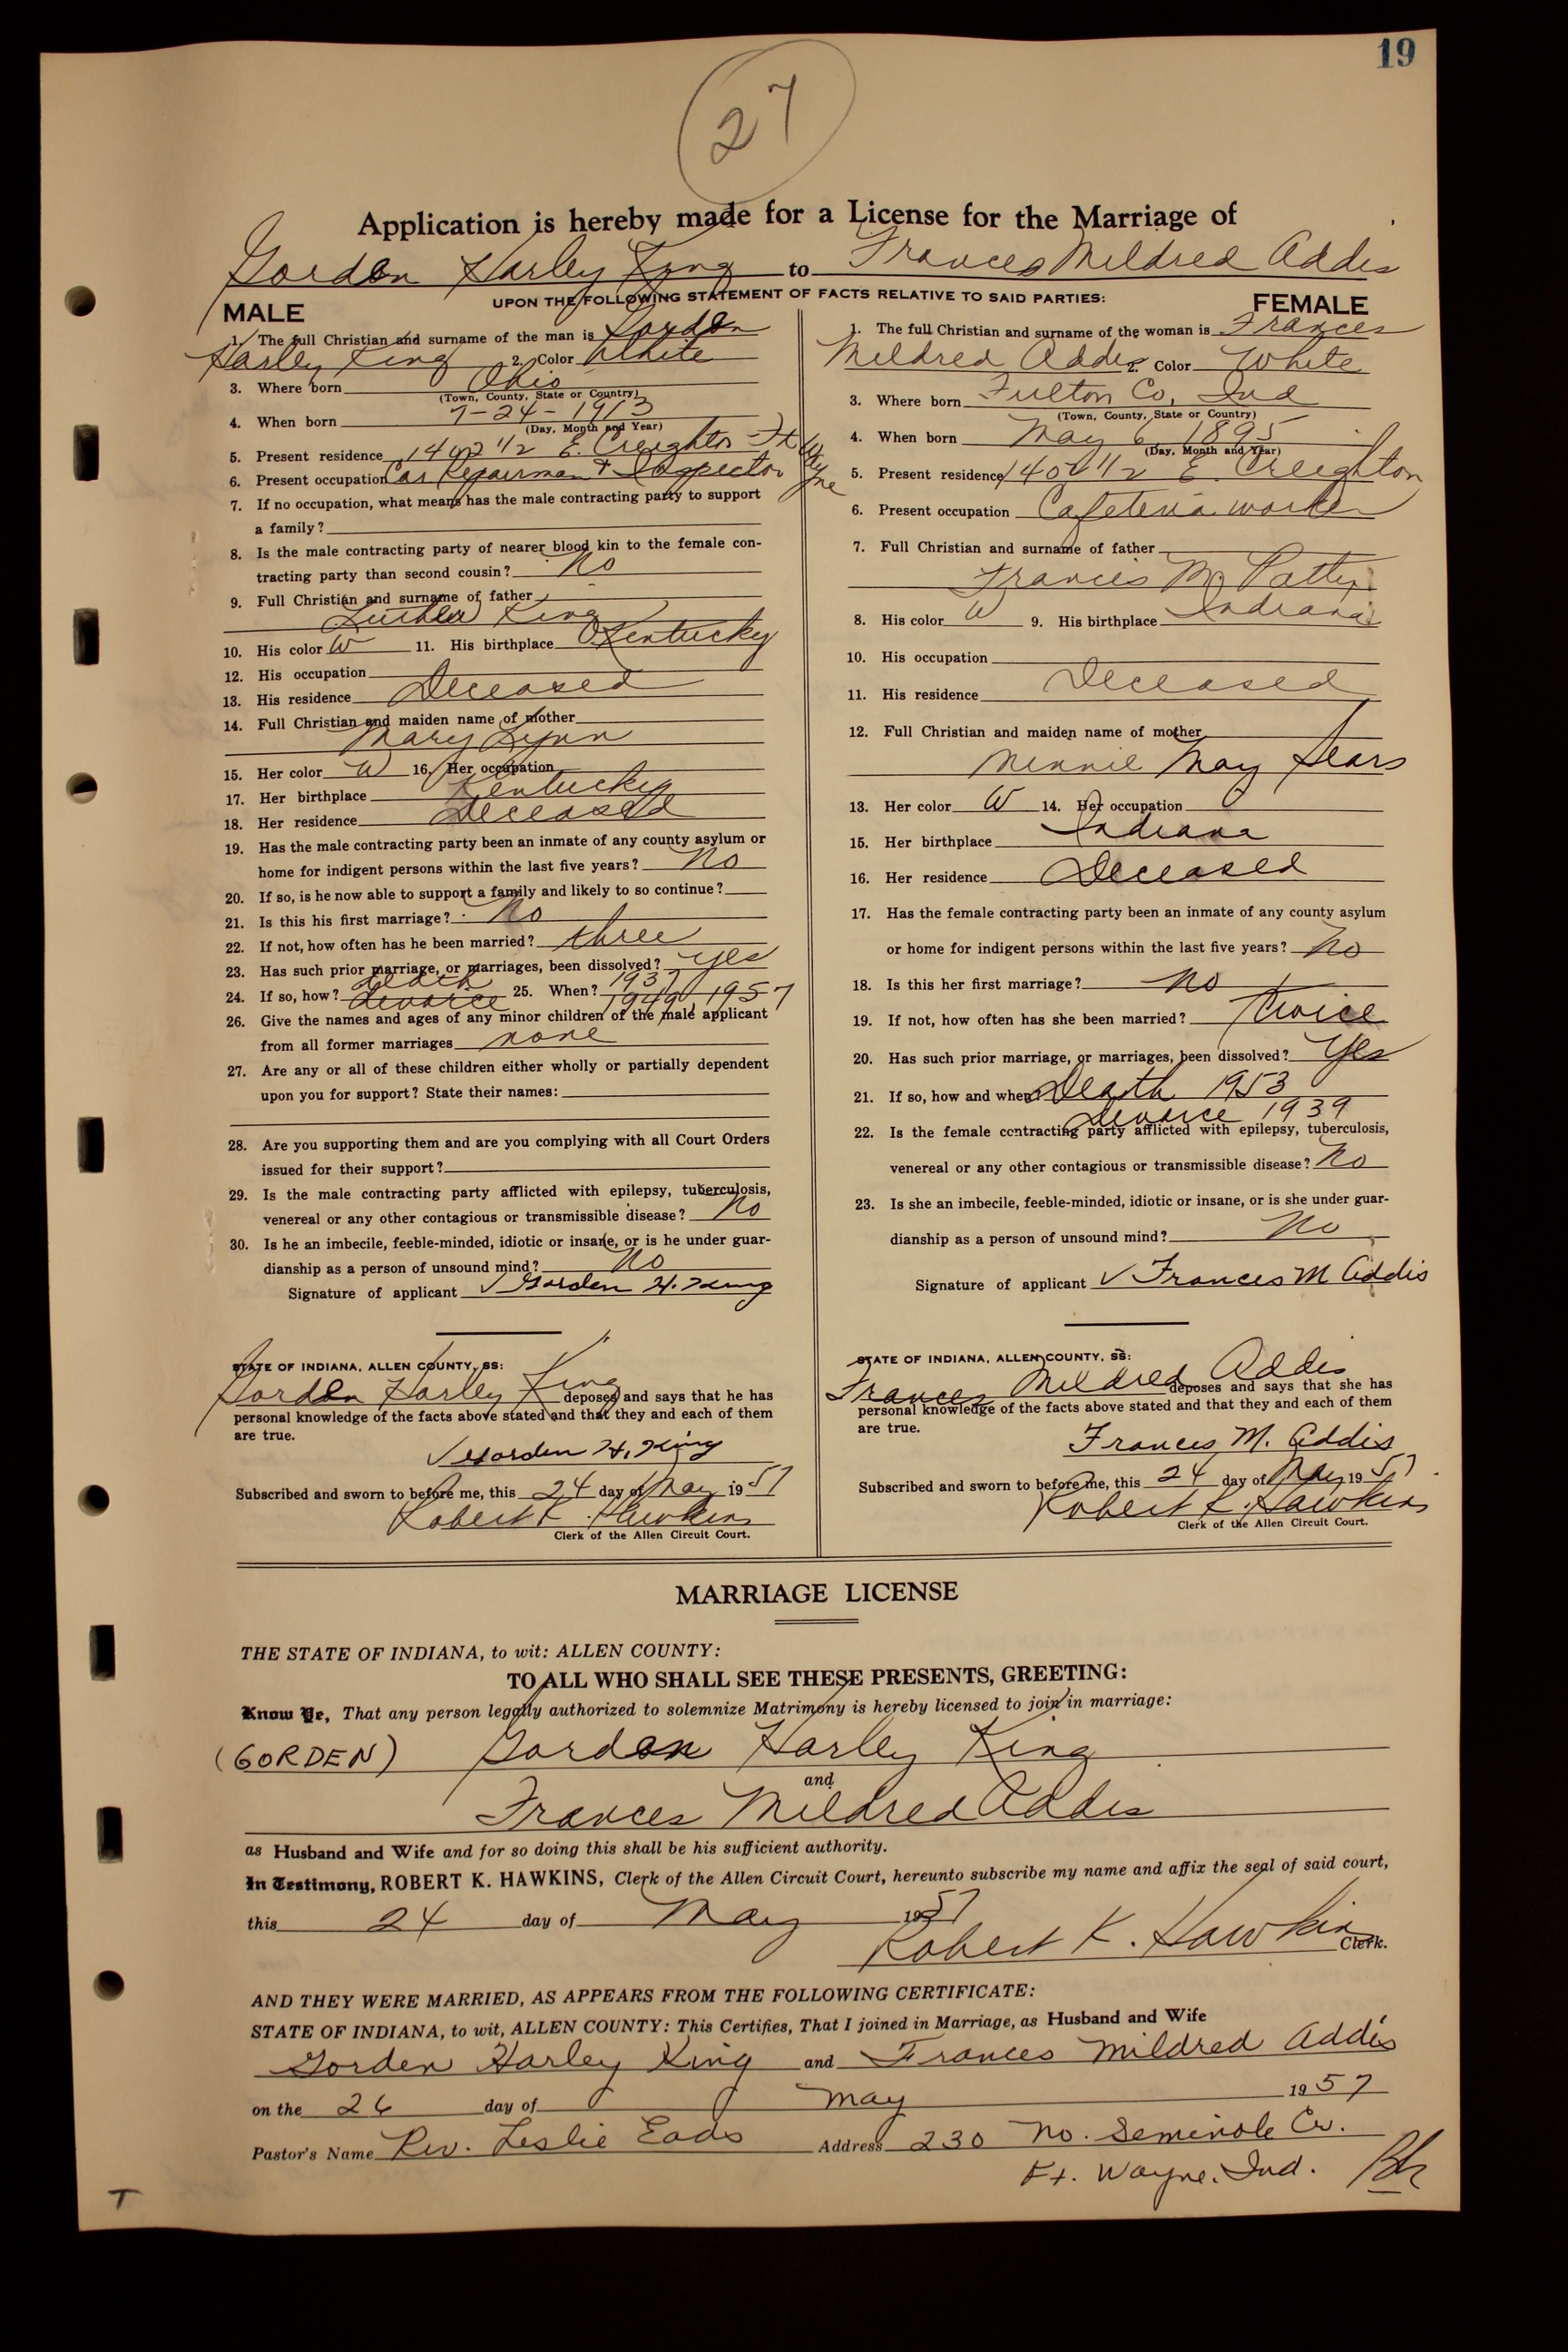 19
27
Application is hereby made for a License for the Marriage of
Gorden Harley King to Frances Mildred Addis
UPON THE FOLLOWING STATEMENT OF FACTS RELATIVE TO SAID PARTIES:
MALE
1. The full Christian and surname of the man is Gorden
Harley King 2. Color White
3. Where born Ohio
(Town, County, State or Country)
4. When born 7-24-1913
(Day, Month and Year)
5. Present residence 1402 1/2 E. Creighton Ft Wayne
6. Present occupation Car Repairman & Inspector
7. If no occupation, what means has the male contracting party to support
a family?
8. Is the male contracting party of nearer blood kin to the female con-
tracting party than second cousin? No
9. Full Christian and surname of father
Luther King
10. His color W 11. His birthplace Kentucky
12. His occupation
13. His residence Deceased
14. Full Christian and maiden name of mother
Mary Lynn
15. Her color W 16. Her occupation
17. Her birthplace Kentucky
18. Her residence Deceased
19. Has the male contracting party been an inmate of any county asylum or
home for indigent persons within the last five years? No
20. If so, is he now able to support a family and likely to so continue?
21. Is this his first marriage? No
22. If not, how often has he been married? three
23. Has such prior marriage, or marriages, been dissolved? Yes
death 1937
24. If so, how? divorce 25. When? 1949, 1957
26. Give the names and ages of any minor children of the male applicant
from all former marriages none
27. Are any or all of these children either wholly or partially dependent
upon you for support? State their names:
28. Are you supporting them and are you complying with all Court Orders
issued for their support?
29. Is the male contracting party afflicted with epilepsy, tuberculosis,
venereal or any other contagious or transmissible disease? No
30. Is he an imbecile, feeble-minded, idiotic or insane, or is he under guar-
dianship as a person of unsound mind? No
Signature of applicant √ Gorden H. King
STATE OF INDIANA, ALLEN COUNTY, SS:
Gorden Harley King deposes and says that he has
personal knowledge of the facts above stated and that they and each of them
are true.
√ Gorden H. King
Subscribed and sworn to before me, this 24 day of May 1957
Robert K. Hawkins
Clerk of the Allen Circuit Court.
FEMALE
1. The full Christian and surname of the woman is Frances
Mildred Addis 2. Color White
3. Where born Fulton Co, Ind
(Town, County, State or Country)
4. When born May 6, 1895
(Day, Month and Year)
5. Present residence 1402 1/2 E. Creighton
6. Present occupation Cafeteria worker
7. Full Christian and surname of father
Francis M. Patty
8. His color W 9. His birthplace Indiana
10. His occupation
11. His residence Deceased
12. Full Christian and maiden name of mother
Minnie May Sears
13. Her color W 14. Her occupation
15. Her birthplace Indiana
16. Her residence Deceased
17. Has the female contracting party been an inmate of any county asylum
or home for indigent persons within the last five years? No
18. Is this her first marriage? No
19. If not, how often has she been married? Twice
20. Has such prior marriage, or marriages, been dissolved? Yes
21. If so, how and when? Death 1953
divorce 1939
22. Is the female contracting party afflicted with epilepsy, tuberculosis,
venereal or any other contagious or transmissible disease? No
23. Is she an imbecile, feeble-minded, idiotic or insane, or is she under guar-
dianship as a person of unsound mind? No
Signature of applicant √ Frances M Addis
STATE OF INDIANA, ALLEN COUNTY, SS:
Frances Mildred Addis deposes and says that she has
personal knowledge of the facts above stated and that they and each of them
are true.
Frances M. Addis
Subscribed and sworn to before me, this 24 day of May 1957
Robert K. Hawkins
Clerk of the Allen Circuit Court.
MARRIAGE LICENSE
THE STATE OF INDIANA, to wit: ALLEN COUNTY:
TO ALL WHO SHALL SEE THESE PRESENTS, GREETING:
Know Ye, That any person legally authorized to solemnize Matrimony is hereby licensed to join in marriage:
(GORDEN) Gorden Harley King
and
Frances Mildred Addis
as Husband and Wife and for so doing this shall be his sufficient authority.
In Testimony, ROBERT K. HAWKINS, Clerk of the Allen Circuit Court, hereunto subscribe my name and affix the seal of said court,
this 24 day of May 1957
Robert K. Hawkins
Clerk.
AND THEY WERE MARRIED, AS APPEARS FROM THE FOLLOWING CERTIFICATE:
STATE OF INDIANA, to wit, ALLEN COUNTY: This Certifies, That I joined in Marriage, as Husband and Wife
Gorden Harley King and Frances Mildred Addis
on the 26 day of May 1957
Pastor's Name Rev. Leslie Eads Address 230 No. Seminole Cr.
Ft. Wayne, Ind.
T